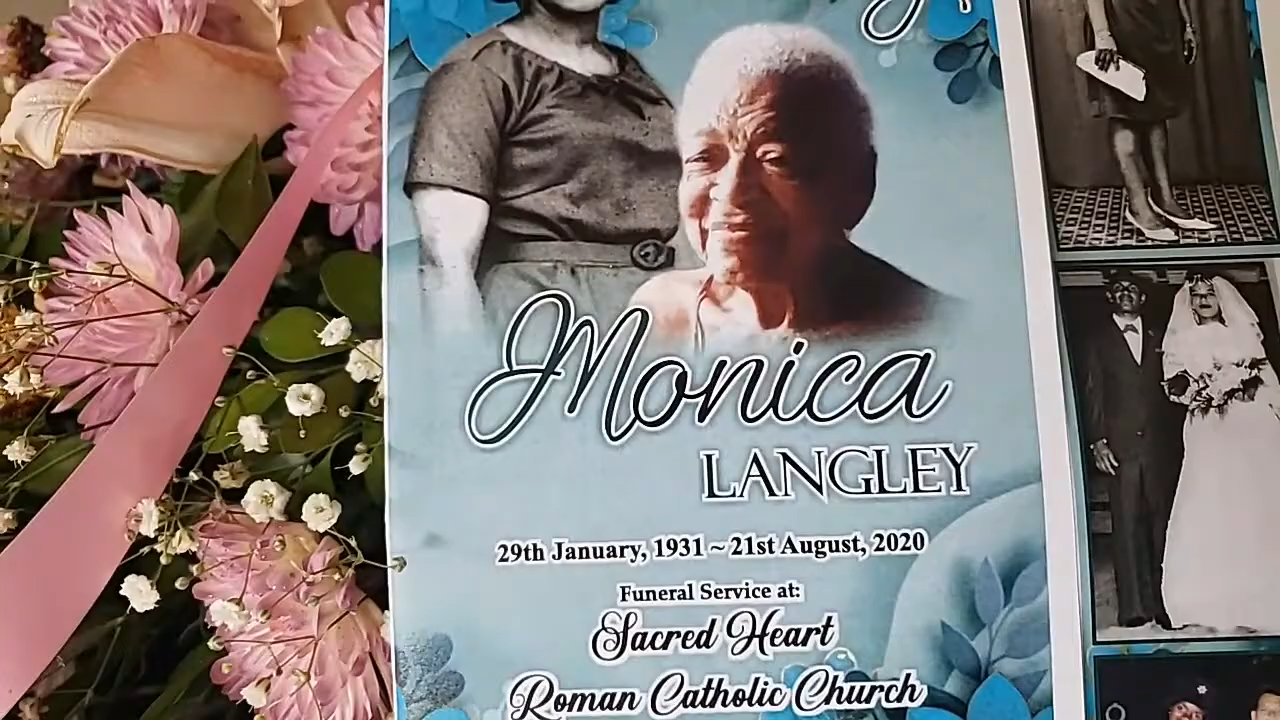 Monica
LANGLEY
29th January, 1931 ~ 21st August, 2020
Funeral Service at:
Sacred Heart
Roman Catholic Church